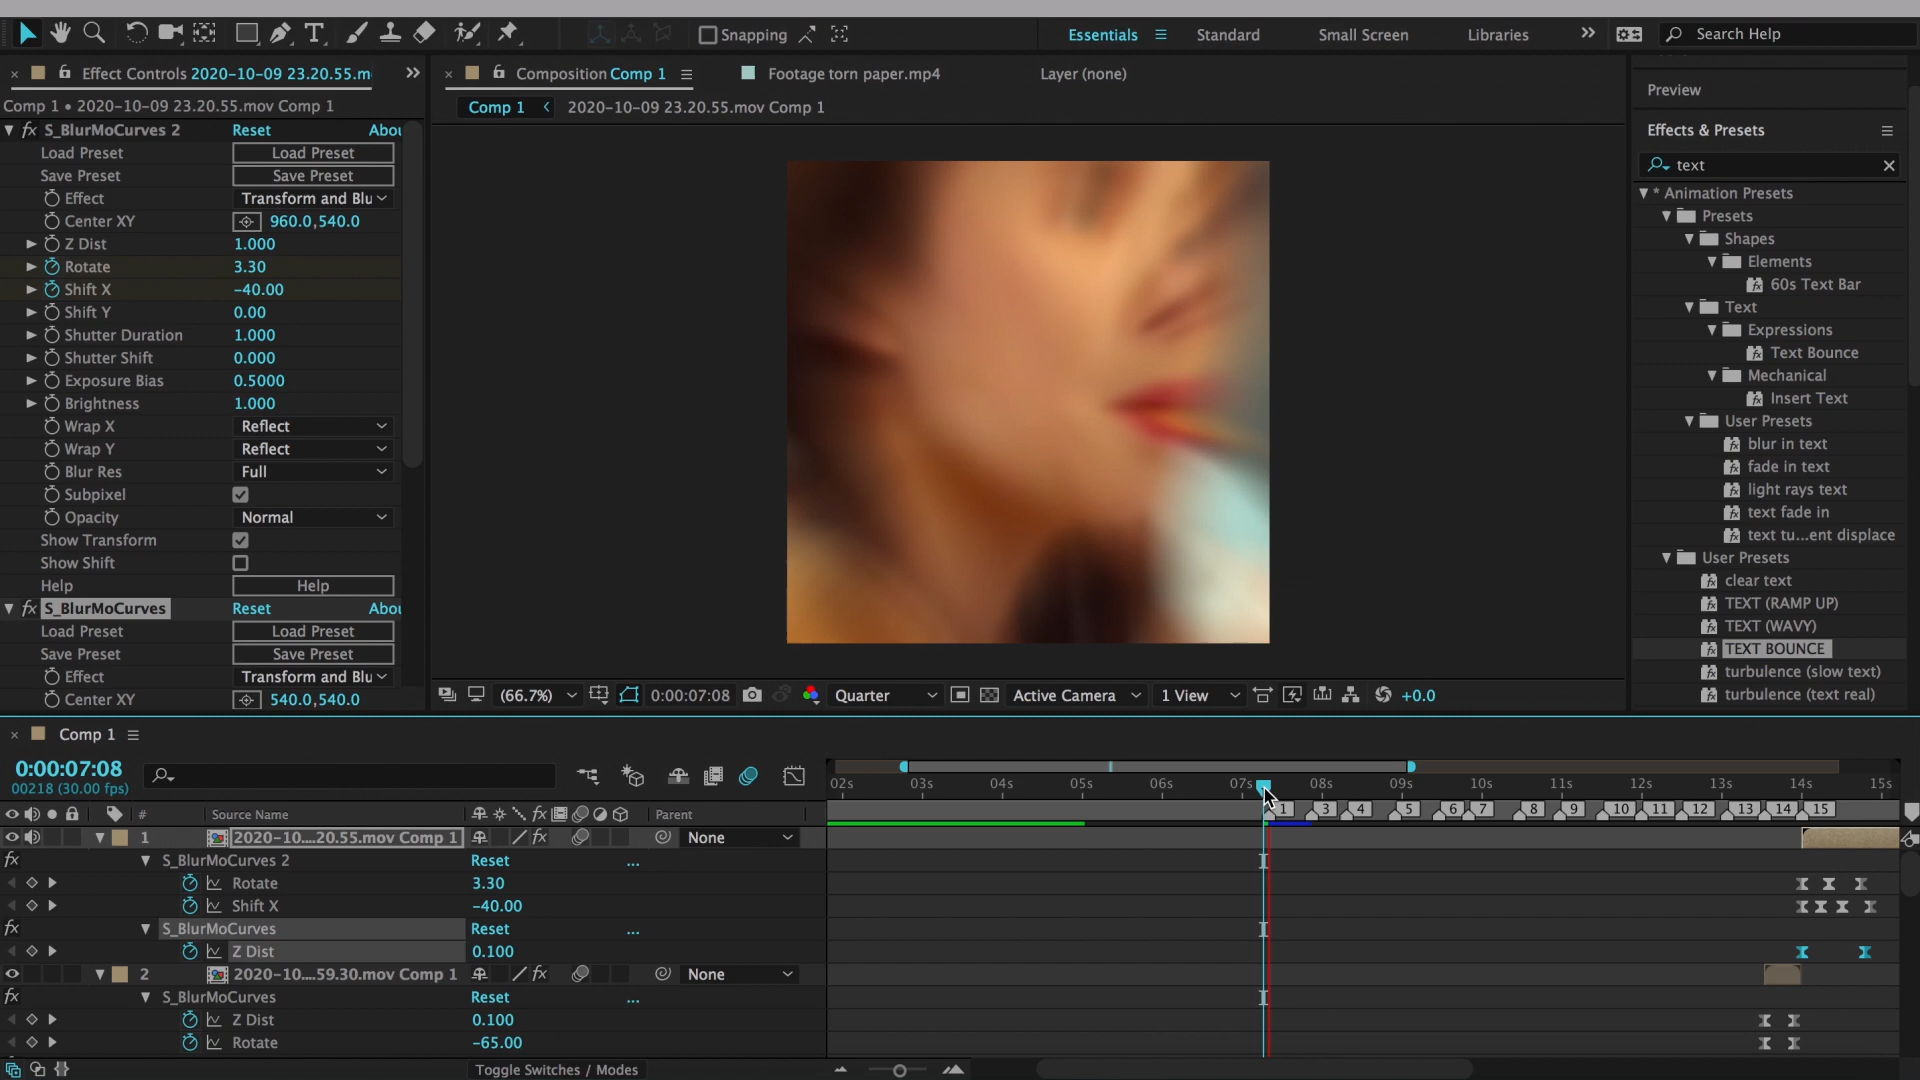 Snapping
Essentials
Standard
Small Screen
Libraries
Search Help
Effect Controls 2020-10-09 23.20.55.m
Composition Comp 1
Footage torn paper.mp4
Layer (none)
Comp 1 • 2020-10-09 23.20.55.mov Comp 1
Comp 1
2020-10-09 23.20.55.mov Comp 1
S_BlurMoCurves 2 Reset Abou
Load Preset Load Preset
Save Preset Save Preset
Effect Transform and Blu
Center XY 960.0,540.0
Z Dist 1.000
Rotate 3.30
Shift X -40.00
Shift Y 0.00
Shutter Duration 1.000
Shutter Shift 0.000
Exposure Bias 0.5000
Brightness 1.000
Wrap X Reflect
Wrap Y Reflect
Blur Res Full
Subpixel
Opacity Normal
Show Transform
Show Shift
Help Help
S_BlurMoCurves Reset Abou
Load Preset Load Preset
Save Preset Save Preset
Effect Transform and Blu
Center XY 540.0,540.0
(66.7%) 0:00:07:08 Quarter Active Camera 1 View +0.0
Preview
Effects & Presets
text
* Animation Presets
Presets
Shapes
Elements
60s Text Bar
Text
Expressions
Text Bounce
Mechanical
Insert Text
User Presets
blur in text
fade in text
light rays text
text fade in
text tu...ent displace
User Presets
clear text
TEXT (RAMP UP)
TEXT (WAVY)
TEXT BOUNCE
turbulence (slow text)
turbulence (text real)
Comp 1
0:00:07:08
00218 (30.00 fps)
02s 03s 04s 05s 06s 07s 08s 09s 10s 11s 12s 13s 14s 15s
# Source Name Parent
1 3 4 5 6 7 8 9 10 11 12 13 14 15
1 2020-10....20.55.mov Comp 1 None
S_BlurMoCurves 2 Reset ...
Rotate 3.30
Shift X -40.00
S_BlurMoCurves Reset ...
Z Dist 0.100
2 2020-10....59.30.mov Comp 1 None
S_BlurMoCurves Reset ...
Z Dist 0.100
Rotate -65.00
Toggle Switches / Modes